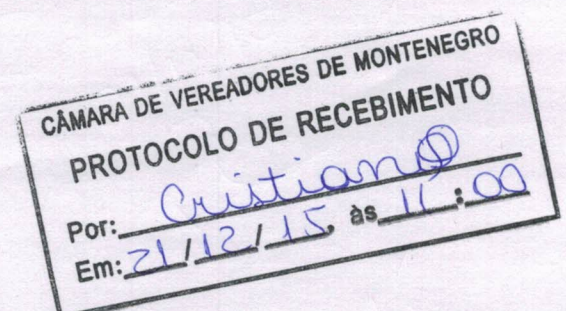 CÂMARA DE VEREADORES DE MONTENEGRO
PROTOCOLO DE RECEBIMENTO
Por: Cristiano
Em: 21/12/15, às 11:00